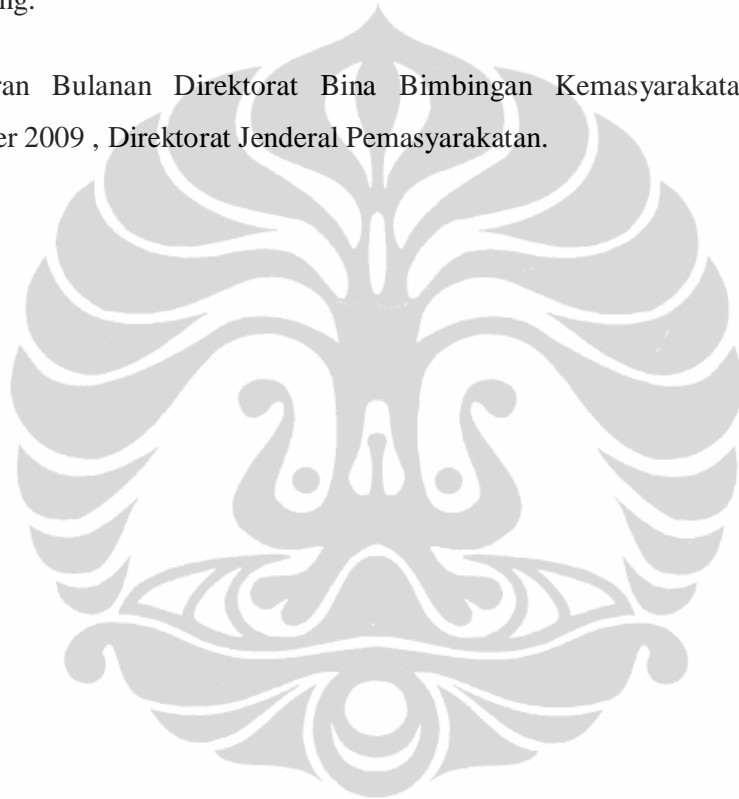 ng.
ran Bulanan Direktorat Bina Bimbingan Kemasyarakata
er 2009 , Direktorat Jenderal Pemasyarakatan.